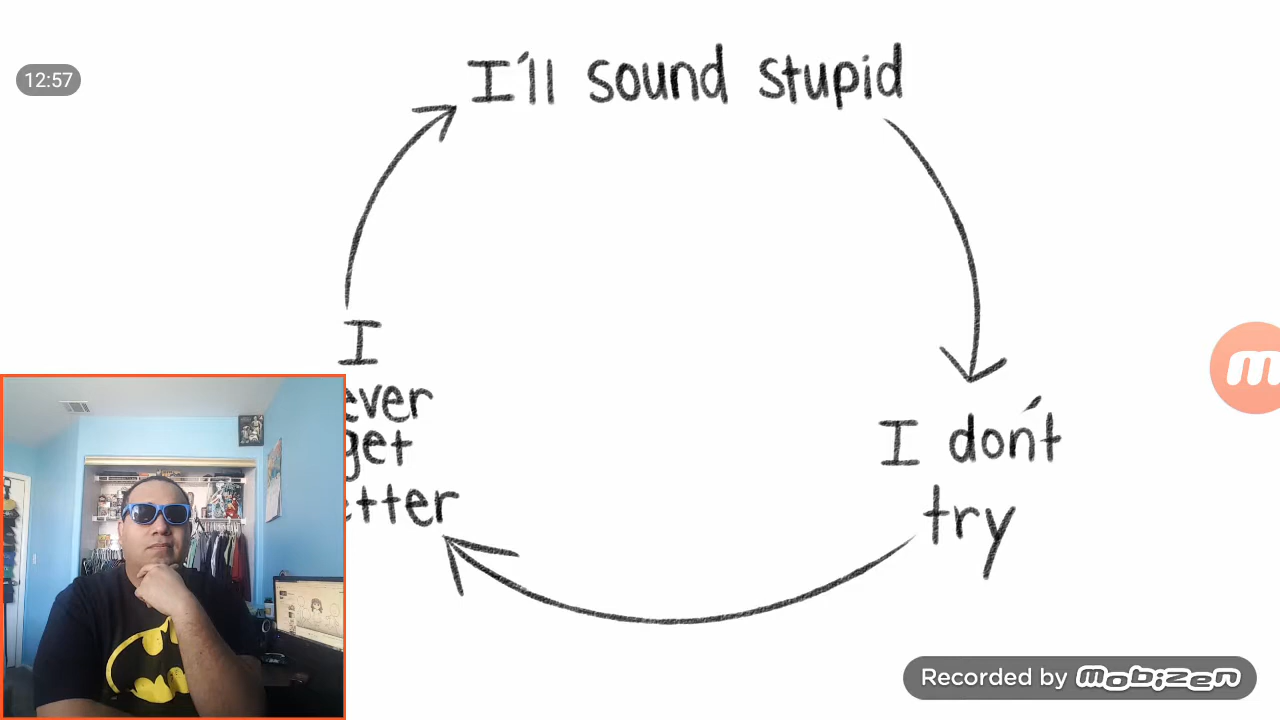 12:57
I'll sound stupid
I
ever
get
etter
I don't
try
Recorded by mobizen